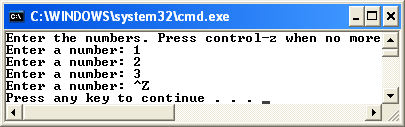 C:\WINDOWS\system32\cmd.exe
Enter the numbers. Press control-z when no more
Enter a number: 1
Enter a number: 2
Enter a number: 3
Enter a number: ^Z
Press any key to continue . . . _